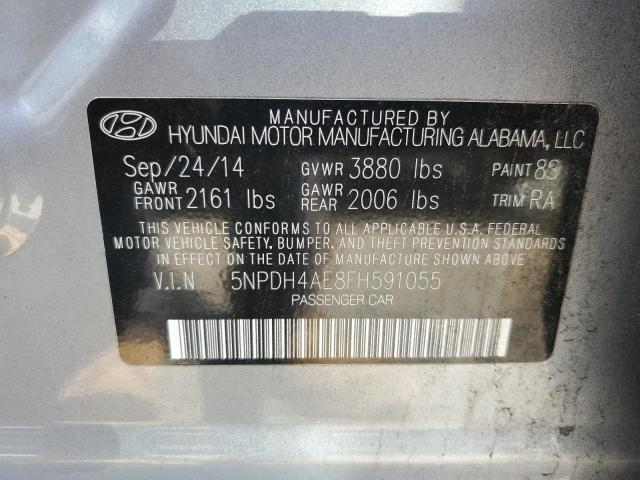 MANUFACTURED BY
HYUNDAI MOTOR MANUFACTURING ALABAMA, LLC
Sep/24/14 GVWR 3880 lbs PAINT 8S
GAWR FRONT 2161 lbs GAWR REAR 2006 lbs TRIM RA
THIS VEHICLE CONFORMS TO ALL APPLICABLE U.S.A. FEDERAL
MOTOR VEHICLE SAFETY, BUMPER, AND THEFT PREVENTION STANDARDS
IN EFFECT ON THE DATE OF MANUFACTURE SHOWN ABOVE.
V.I.N 5NPDH4AE8FH591055
PASSENGER CAR